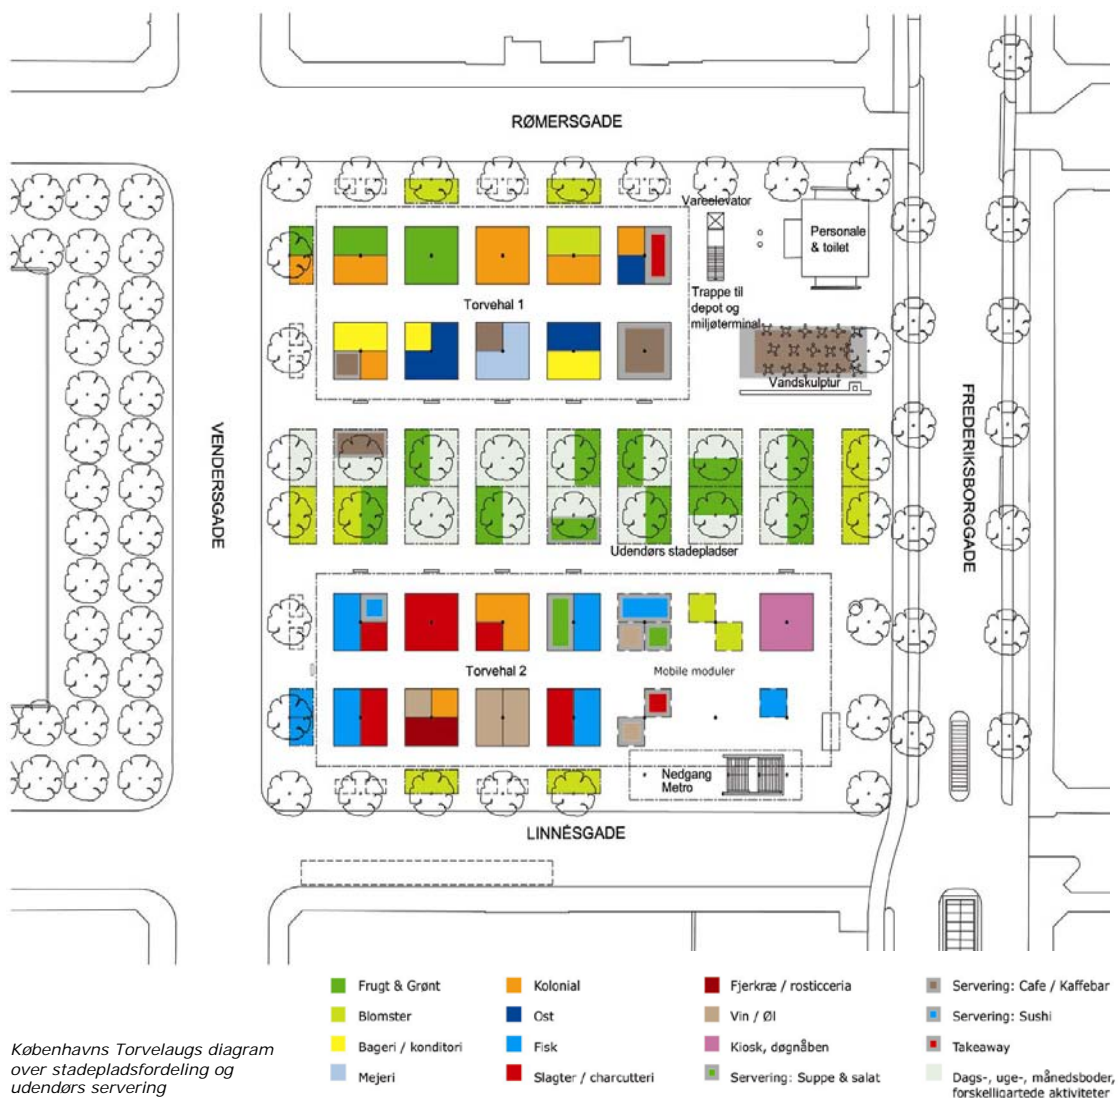 RØMERSGADE
Vareelevator
Personale
& toilet
Torvehal 1
Trappe til
depot og
miljøterminal
Vandskulptur
VENDERSGADE
FREDERIKSBORGGADE
Udendørs stadepladser
Torvehal 2
Mobile moduler
Nedgang
Metro
LINNÉSGADE
Frugt & Grønt
Blomster
Bageri / konditori
Mejeri
Kolonial
Ost
Fisk
Slagter / charcutteri
Fjerkræ / rosticceria
Vin / Øl
Kiosk, døgnåben
Servering: Suppe & salat
Servering: Cafe / Kaffebar
Servering: Sushi
Takeaway
Dags-, uge-, månedsboder,
forskelligartede aktiviteter
Københavns Torvelaugs diagram
over stadepladsfordeling og
udendørs servering